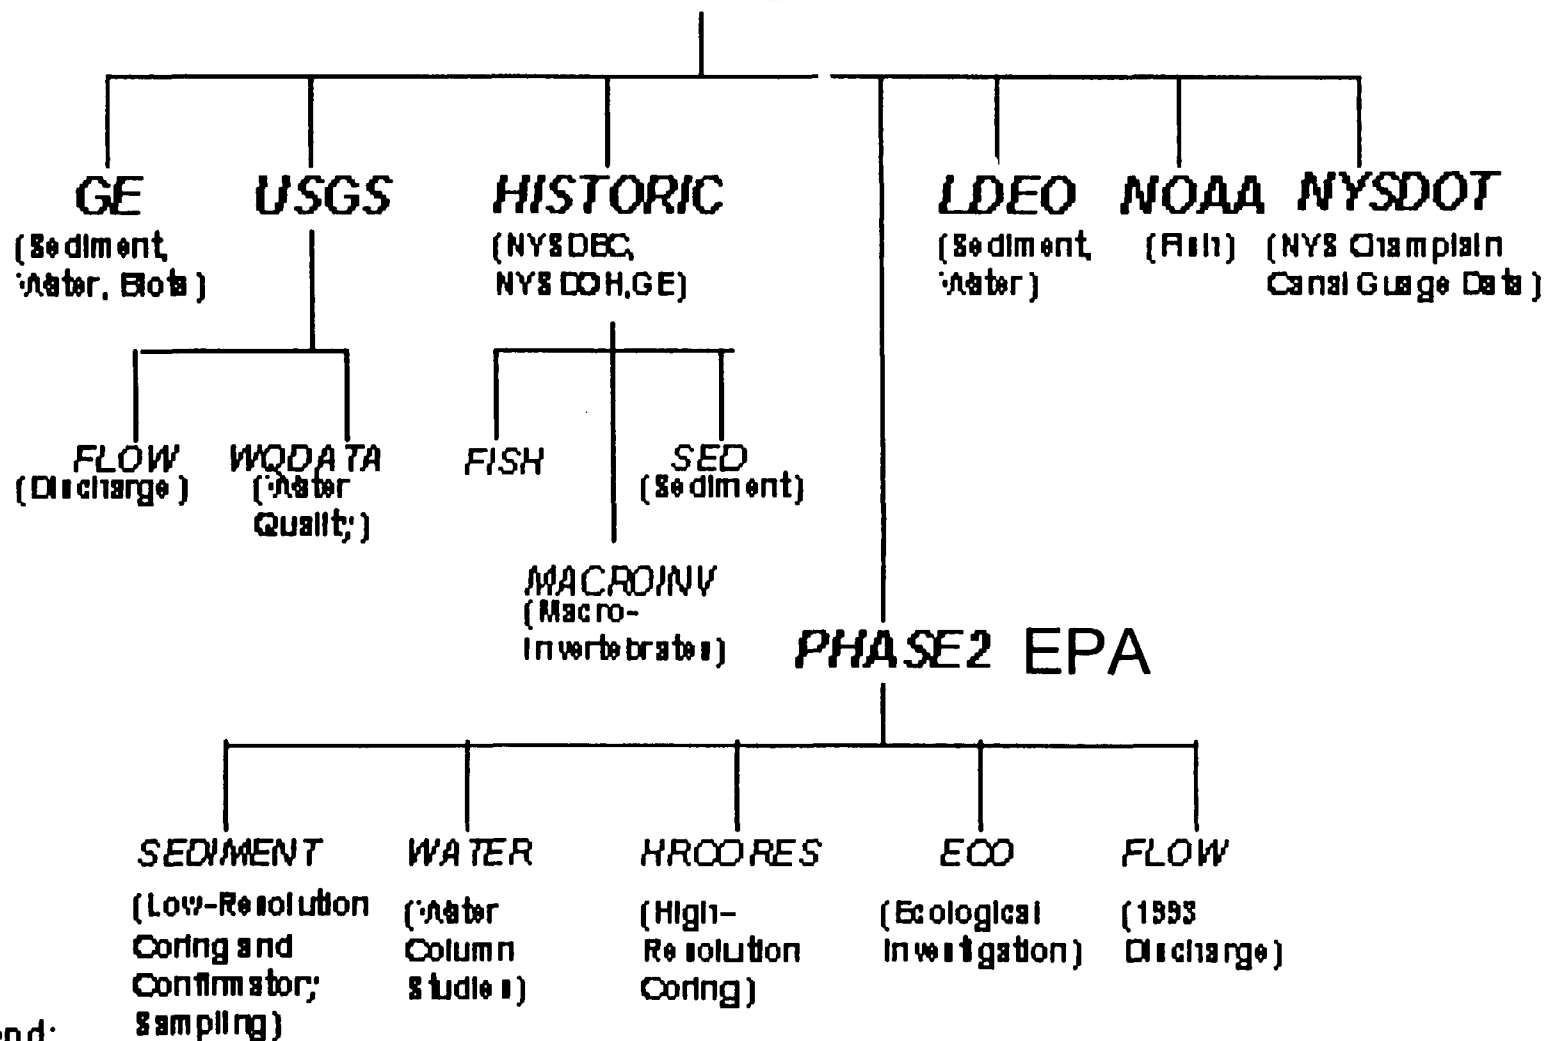 GE USGS HISTORIC LDEO NOAA NYSDOT
(Sediment, (NYSDEC, (Sediment, (Fish) (NYS Champlain
Water, Biota) NYSDOH,GE) Water) Canal Guage Data)
FLOW WQDATA FISH SED
(Discharge) (Water (Sediment)
Quality)
MACROINV
(Macro-
Invertebrates) PHASE2 EPA
SEDIMENT WATER HRCORES ECO FLOW
(Low-Resolution (Water (High- (Ecological (1993
Coring and Column Resolution Investigation) Discharge)
Confirmatory Studies) Coring)
Sampling)
end: